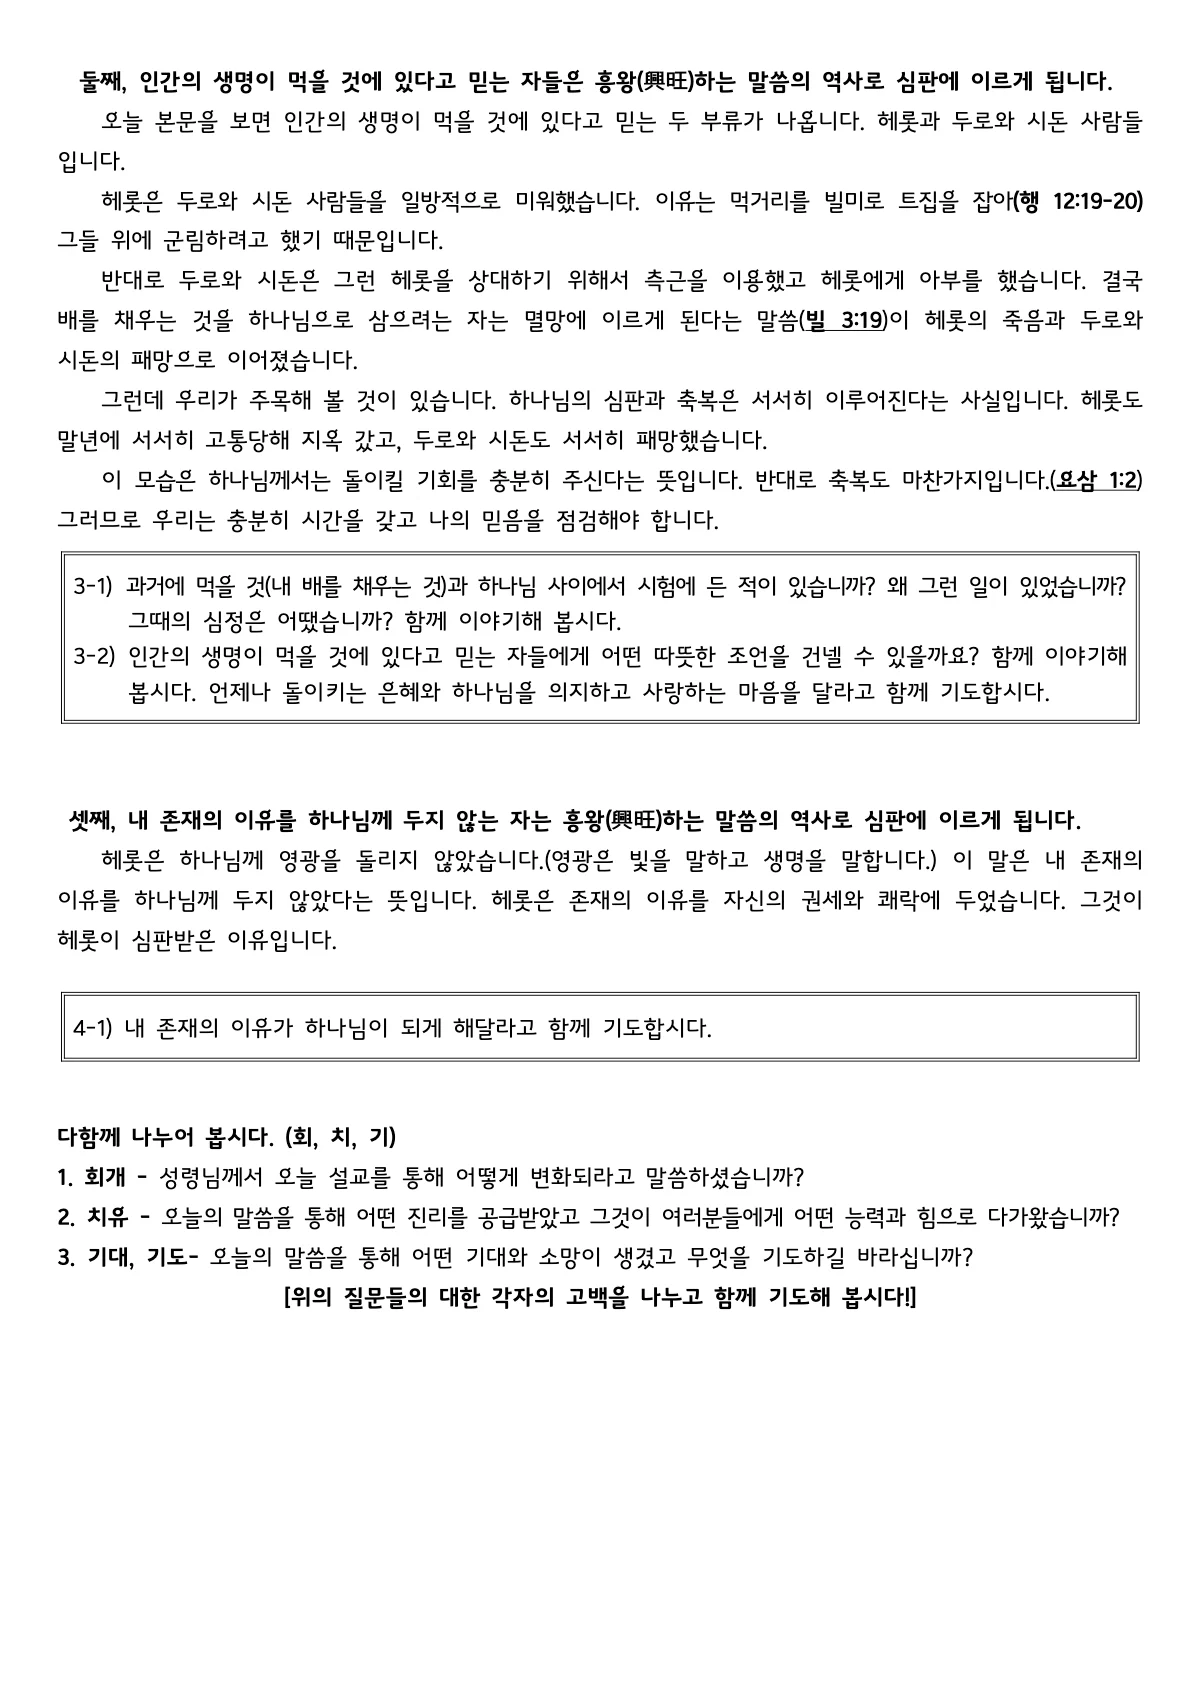 둘째, 인간의 생명이 먹을 것에 있다고 믿는 자들은 흥왕(興旺)하는 말씀의 역사로 심판에 이르게 됩니다.
오늘 본문을 보면 인간의 생명이 먹을 것에 있다고 믿는 두 부류가 나옵니다. 헤롯과 두로와 시돈 사람들
입니다.
헤롯은 두로와 시돈 사람들을 일방적으로 미워했습니다. 이유는 먹거리를 빌미로 트집을 잡아(행 12:19-20)
그들 위에 군림하려고 했기 때문입니다.
반대로 두로와 시돈은 그런 헤롯을 상대하기 위해서 측근을 이용했고 헤롯에게 아부를 했습니다. 결국
배를 채우는 것을 하나님으로 삼으려는 자는 멸망에 이르게 된다는 말씀(빌 3:19)이 헤롯의 죽음과 두로와
시돈의 패망으로 이어졌습니다.
그런데 우리가 주목해 볼 것이 있습니다. 하나님의 심판과 축복은 서서히 이루어진다는 사실입니다. 헤롯도
말년에 서서히 고통당해 지옥 갔고, 두로와 시돈도 서서히 패망했습니다.
이 모습은 하나님께서는 돌이킬 기회를 충분히 주신다는 뜻입니다. 반대로 축복도 마찬가지입니다.(요삼 1:2)
그러므로 우리는 충분히 시간을 갖고 나의 믿음을 점검해야 합니다.
3-1) 과거에 먹을 것(내 배를 채우는 것)과 하나님 사이에서 시험에 든 적이 있습니까? 왜 그런 일이 있었습니까?
그때의 심정은 어땠습니까? 함께 이야기해 봅시다.
3-2) 인간의 생명이 먹을 것에 있다고 믿는 자들에게 어떤 따뜻한 조언을 건넬 수 있을까요? 함께 이야기해
봅시다. 언제나 돌이키는 은혜와 하나님을 의지하고 사랑하는 마음을 달라고 함께 기도합시다.
셋째, 내 존재의 이유를 하나님께 두지 않는 자는 흥왕(興旺)하는 말씀의 역사로 심판에 이르게 됩니다.
헤롯은 하나님께 영광을 돌리지 않았습니다.(영광은 빛을 말하고 생명을 말합니다.) 이 말은 내 존재의
이유를 하나님께 두지 않았다는 뜻입니다. 헤롯은 존재의 이유를 자신의 권세와 쾌락에 두었습니다. 그것이
헤롯이 심판받은 이유입니다.
4-1) 내 존재의 이유가 하나님이 되게 해달라고 함께 기도합시다.
다함께 나누어 봅시다. (회, 치, 기)
1. 회개 - 성령님께서 오늘 설교를 통해 어떻게 변화되라고 말씀하셨습니까?
2. 치유 - 오늘의 말씀을 통해 어떤 진리를 공급받았고 그것이 여러분들에게 어떤 능력과 힘으로 다가왔습니까?
3. 기대, 기도- 오늘의 말씀을 통해 어떤 기대와 소망이 생겼고 무엇을 기도하길 바라십니까?
[위의 질문들의 대한 각자의 고백을 나누고 함께 기도해 봅시다!]